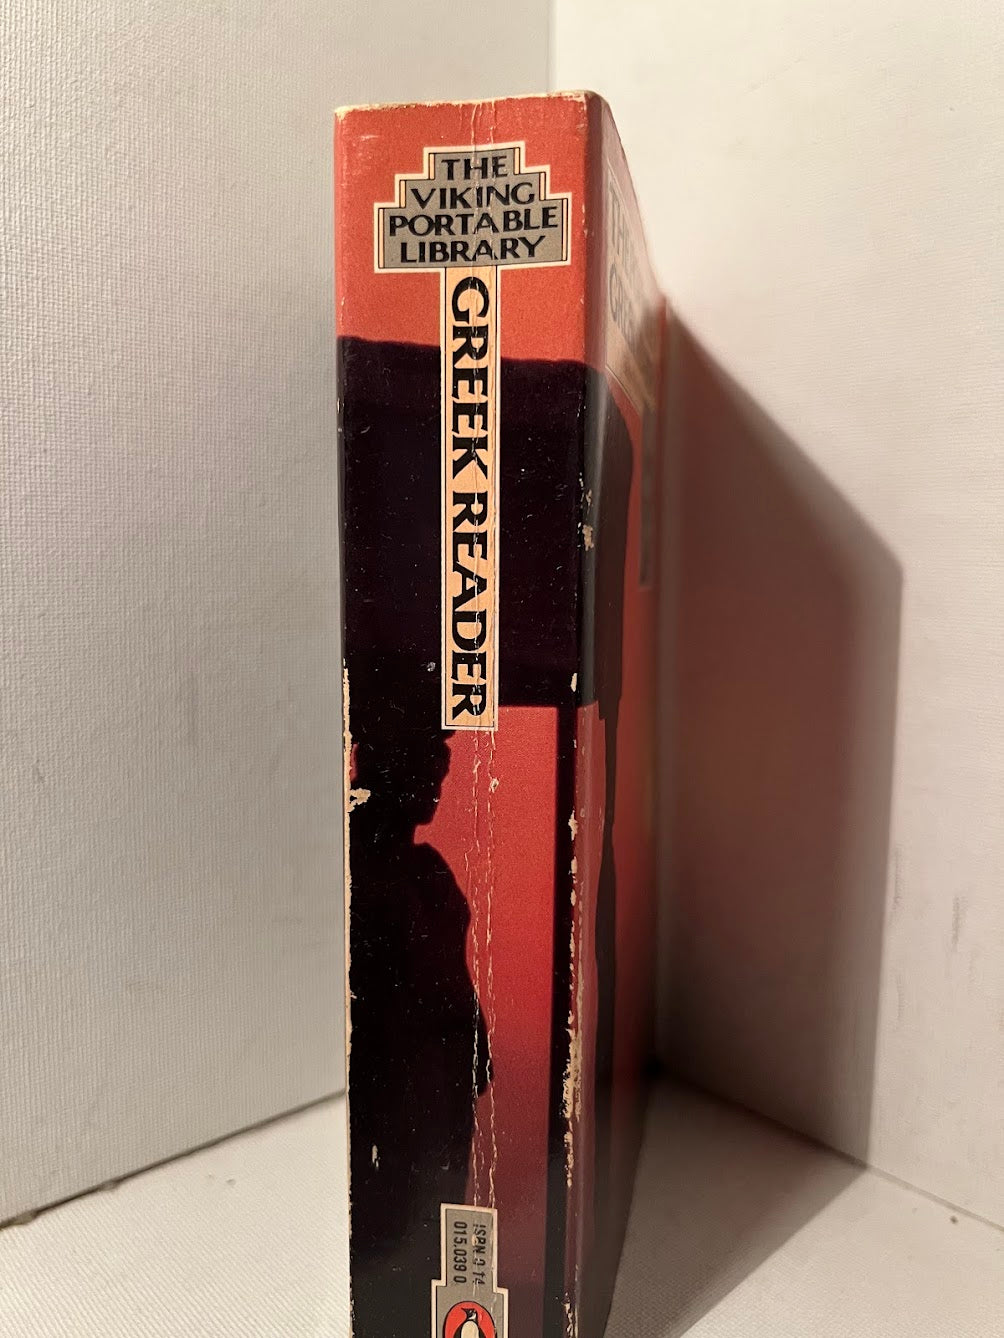 THE
VIKING
PORTABLE
LIBRARY
GREEK READER
ISBN 0 14
015.039 0